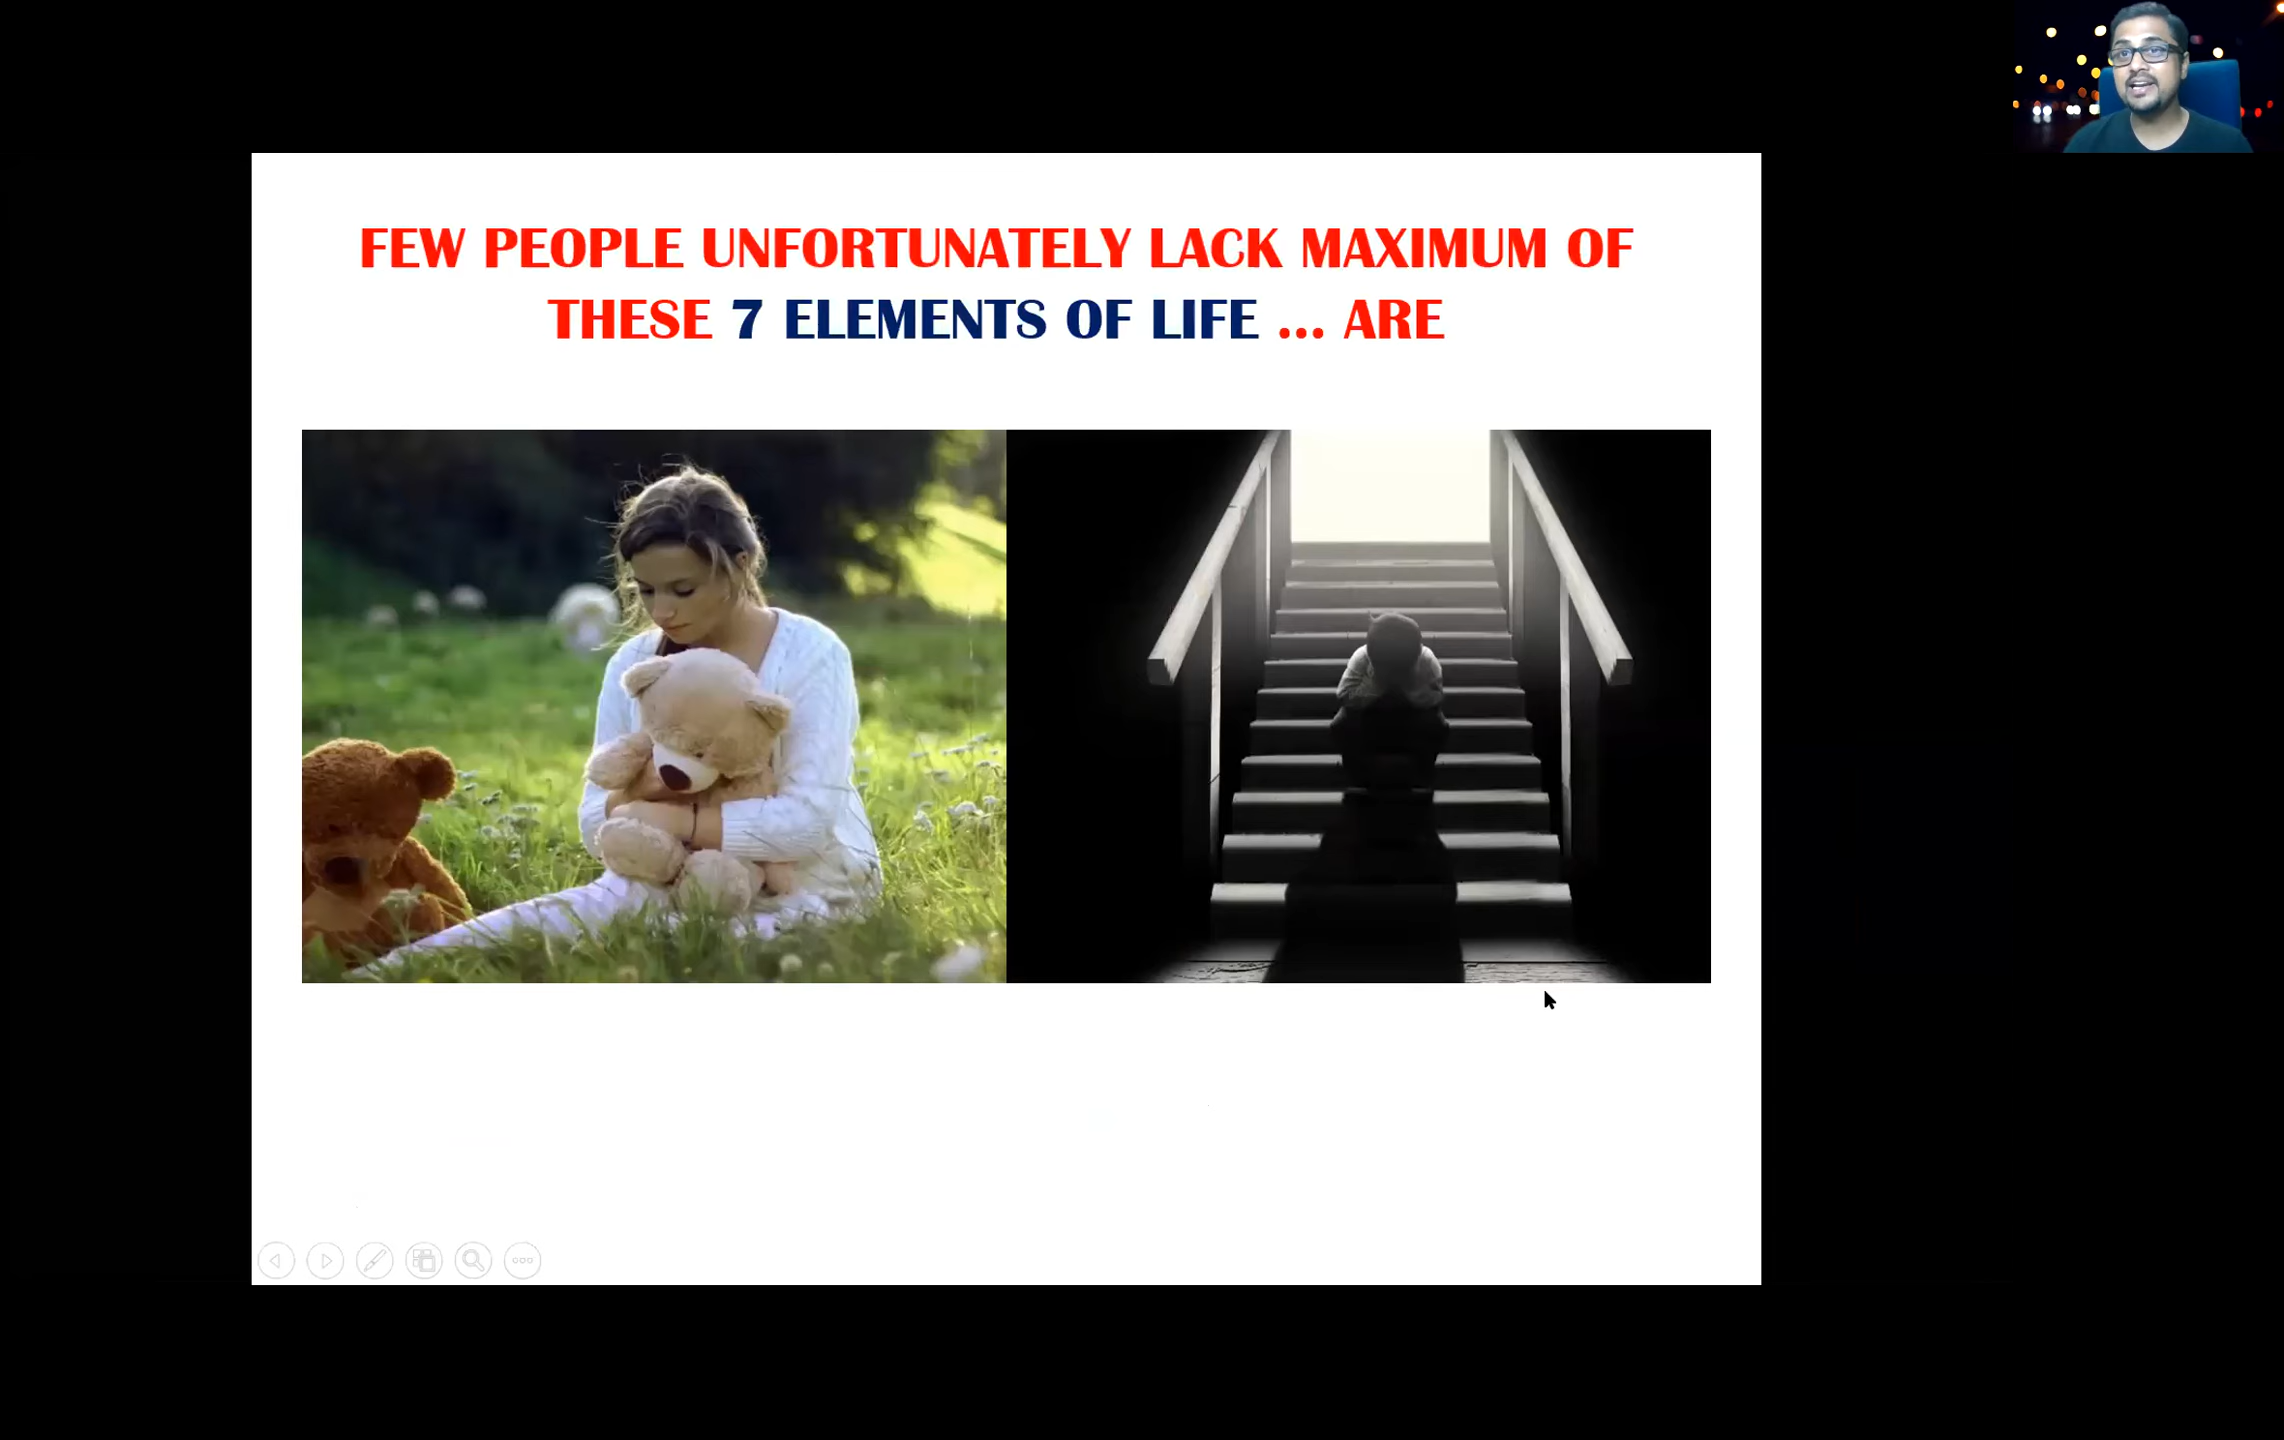 FEW PEOPLE UNFORTUNATELY LACK MAXIMUM OF
THESE 7 ELEMENTS OF LIFE ... ARE